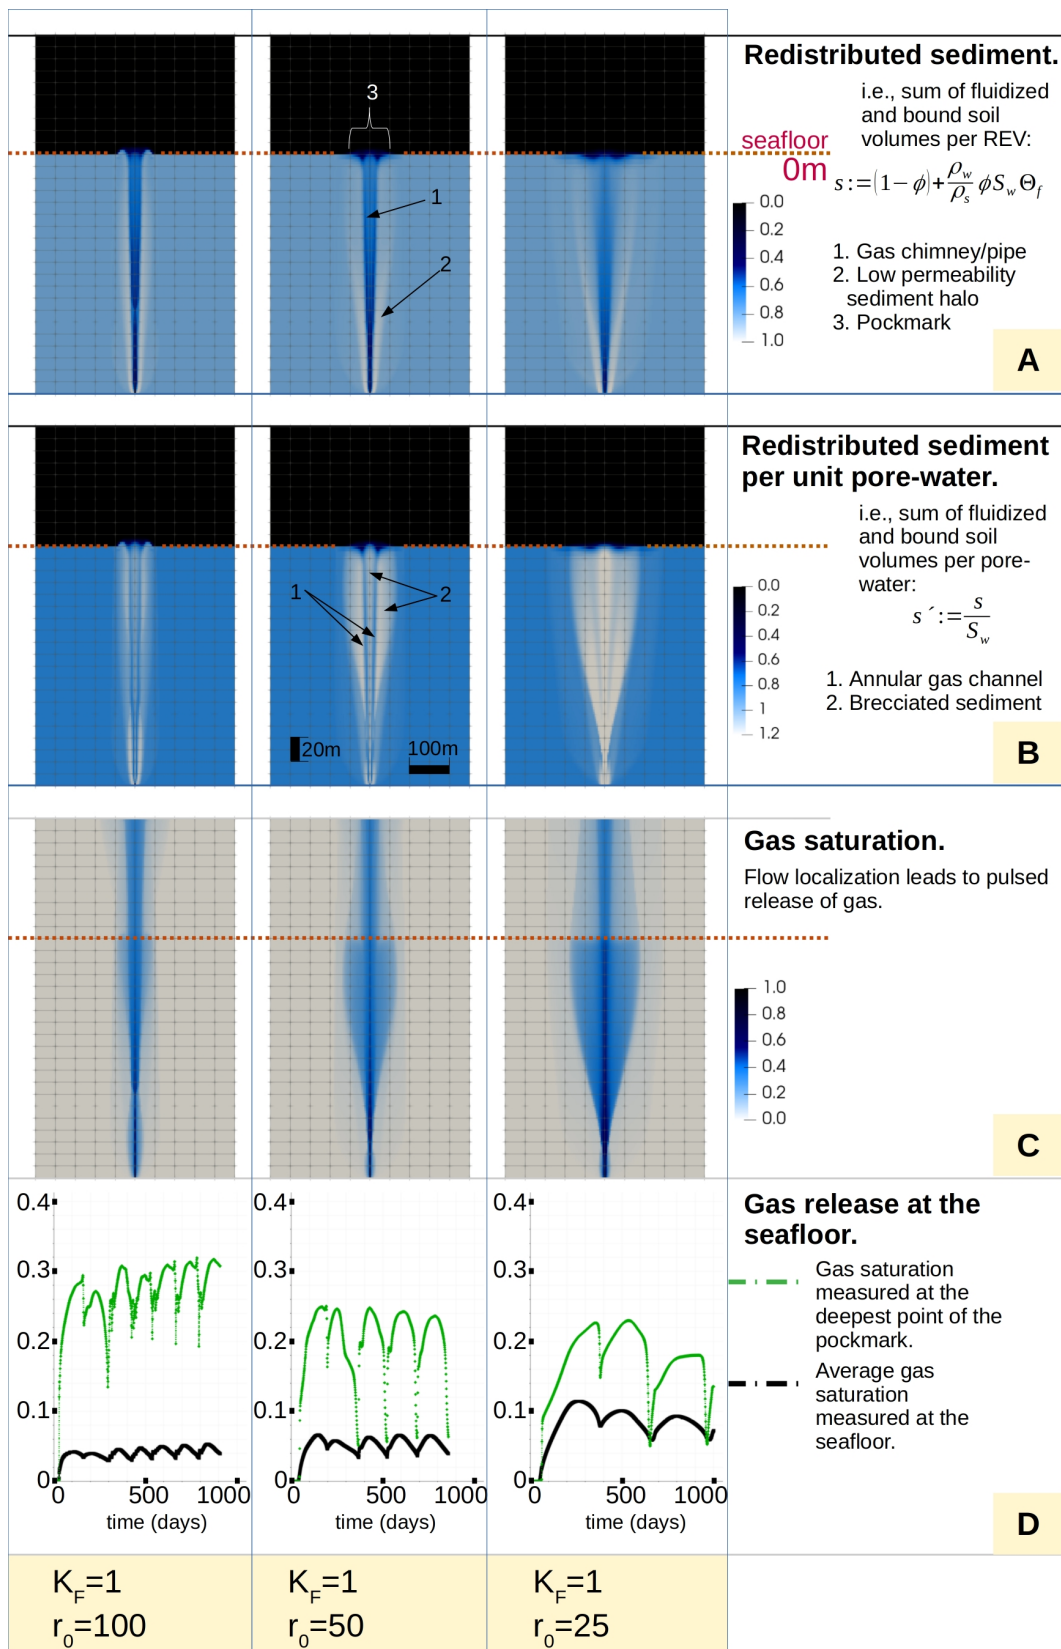 Redistributed sediment.
i.e., sum of fluidized
and bound soil
volumes per REV:
s:=(1−ϕ)+ρw/ρs ϕSwΘf
3
1
2
seafloor
0m
0.0
0.2
0.4
0.6
0.8
1.0
1. Gas chimney/pipe
2. Low permeability
sediment halo
3. Pockmark
A
Redistributed sediment
per unit pore-water.
i.e., sum of fluidized
and bound soil
volumes per pore-
water:
s´:=s/Sw
1
2
20m
100m
0.0
0.2
0.4
0.6
0.8
1
1.2
1. Annular gas channel
2. Brecciated sediment
B
Gas saturation.
Flow localization leads to pulsed
release of gas.
1.0
0.8
0.6
0.4
0.2
0.0
C
Gas release at the
seafloor.
Gas saturation
measured at the
deepest point of the
pockmark.
Average gas
saturation
measured at the
seafloor.
0.4
0.3
0.2
0.1
0
0 500 1000
time (days)
0.4
0.3
0.2
0.1
0
0 500 1000
time (days)
0.4
0.3
0.2
0.1
0
0 500 1000
time (days)
D
KF=1
r0=100
KF=1
r0=50
KF=1
r0=25